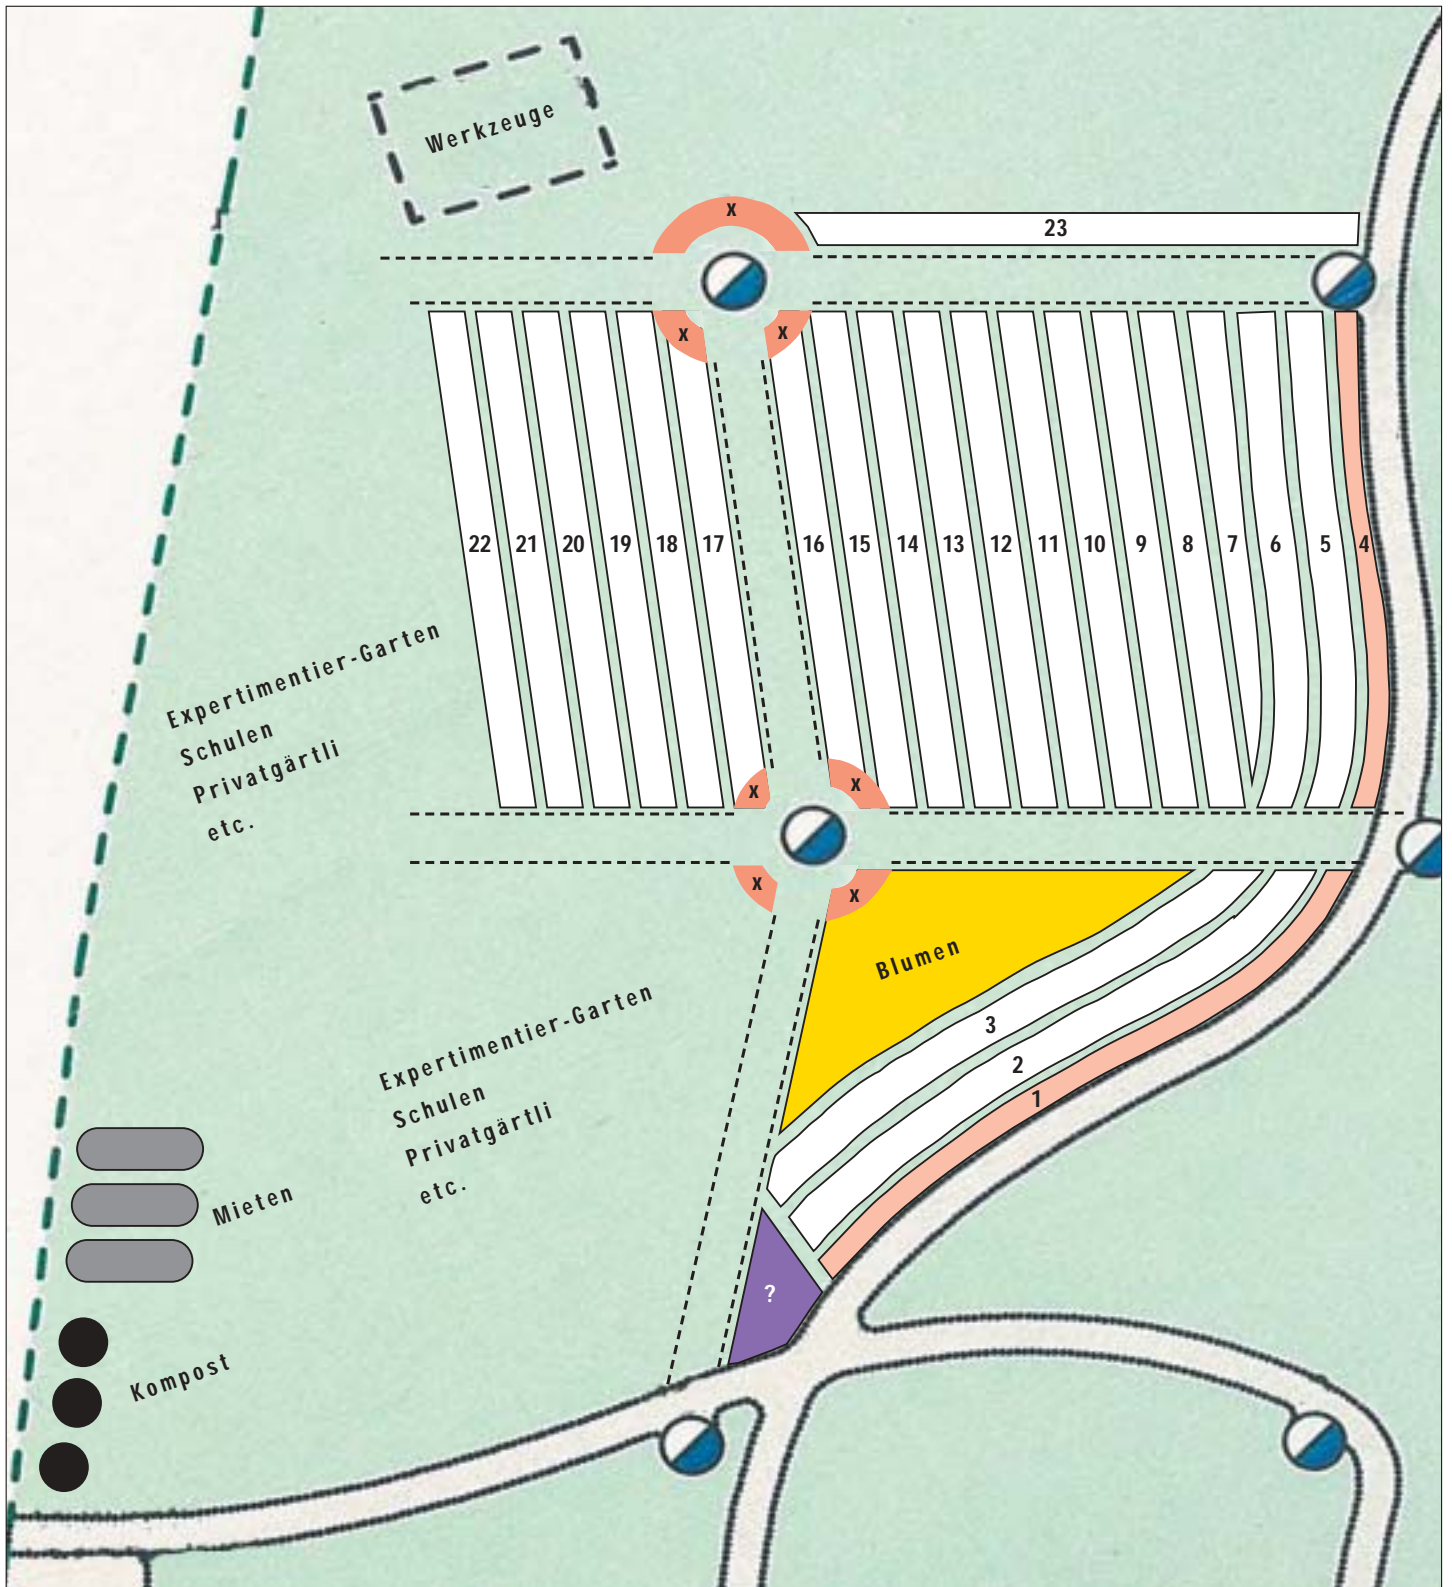 Werkzeuge
x
23
x
x
22 21 20 19 18 17 16 15 14 13 12 11 10 9 8 7 6 5 4
Expertimentier-Garten
Schulen
Privatgärtli
etc.
x
x
x
x
Blumen
3
2
1
Expertimentier-Garten
Schulen
Privatgärtli
etc.
Mieten
?
Kompost